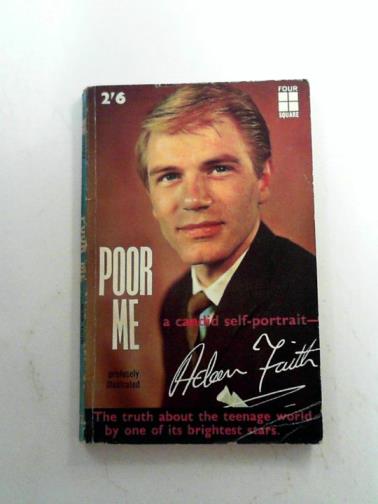 2'6
FOUR
SQUARE
POOR
ME
a candid self-portrait—
profusely
illustrated
Adam Faith
The truth about the teenage world
by one of its brightest stars.